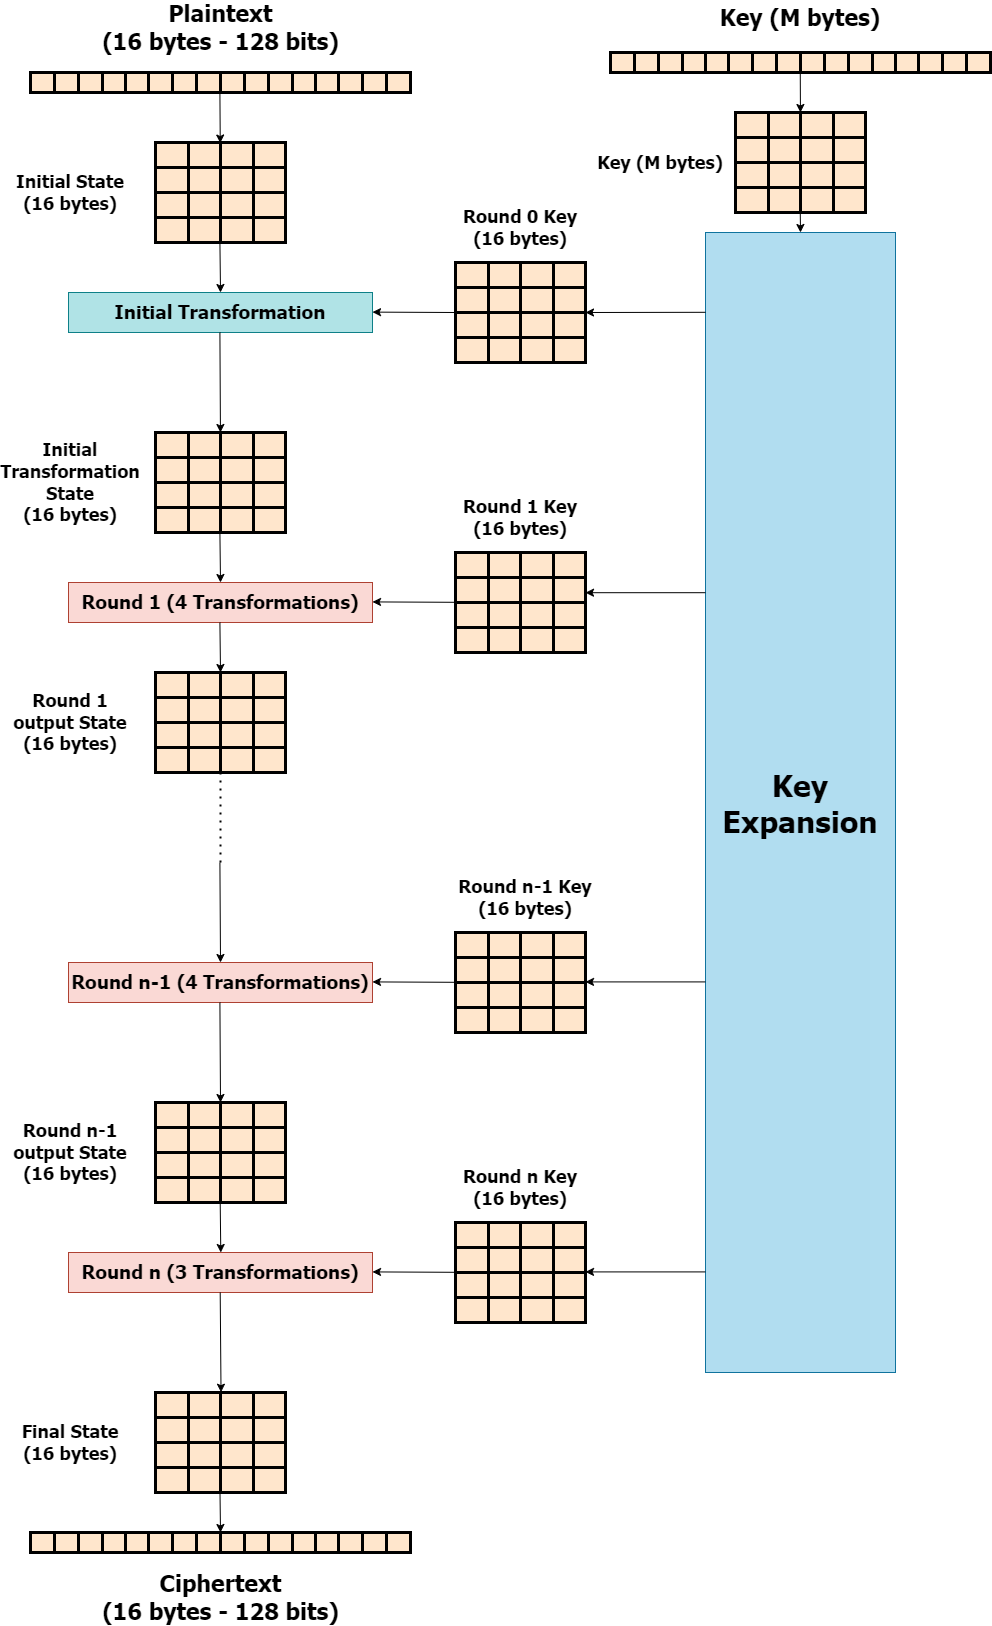 Plaintext
(16 bytes - 128 bits)
Key (M bytes)
Initial State
(16 bytes)
Key (M bytes)
Round 0 Key
(16 bytes)
Initial Transformation
Initial
Transformation
State
(16 bytes)
Round 1 Key
(16 bytes)
Round 1 (4 Transformations)
Round 1
output State
(16 bytes)
Key
Expansion
Round n-1 Key
(16 bytes)
Round n-1 (4 Transformations)
Round n-1
output State
(16 bytes)
Round n Key
(16 bytes)
Round n (3 Transformations)
Final State
(16 bytes)
Ciphertext
(16 bytes - 128 bits)